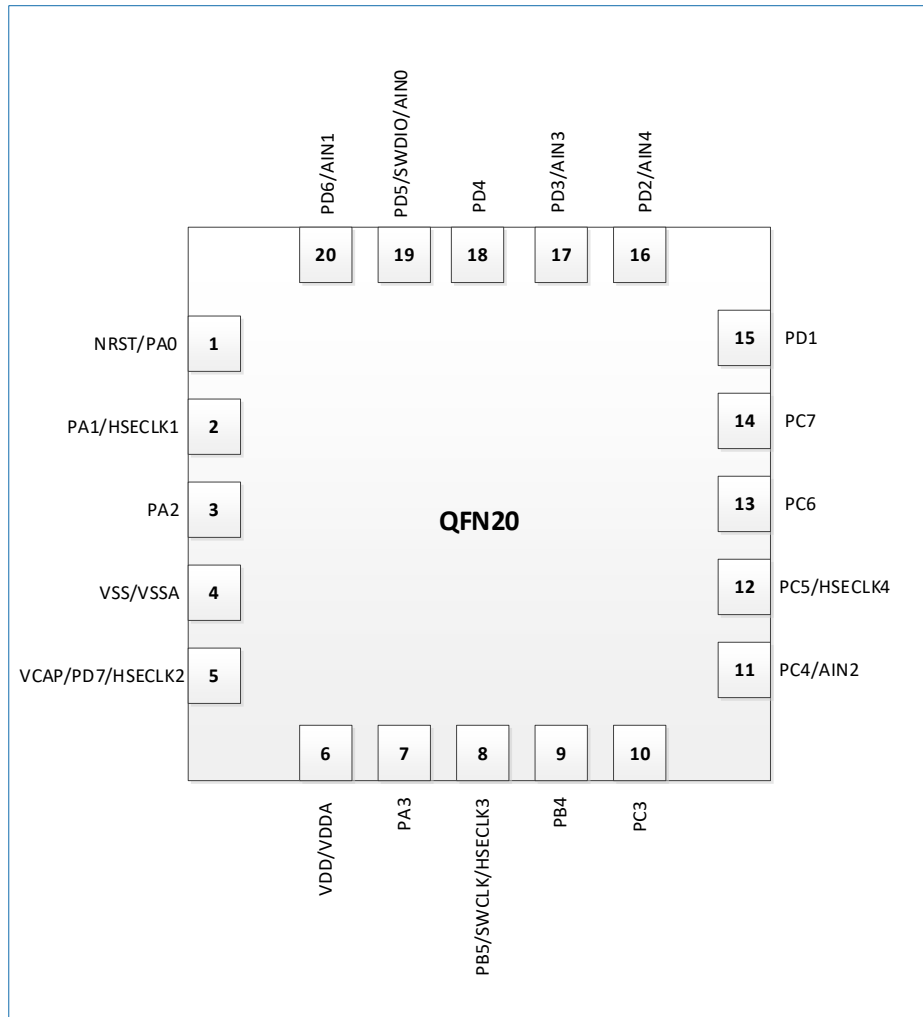 PD6/AIN1
PD5/SWDIO/AIN0
PD4
PD3/AIN3
PD2/AIN4
20
19
18
17
16
NRST/PA0
1
15
PD1
PA1/HSECLK1
2
14
PC7
PA2
3
13
PC6
QFN20
VSS/VSSA
4
12
PC5/HSECLK4
VCAP/PD7/HSECLK2
5
11
PC4/AIN2
6
7
8
9
10
VDD/VDDA
PA3
PB5/SWCLK/HSECLK3
PB4
PC3